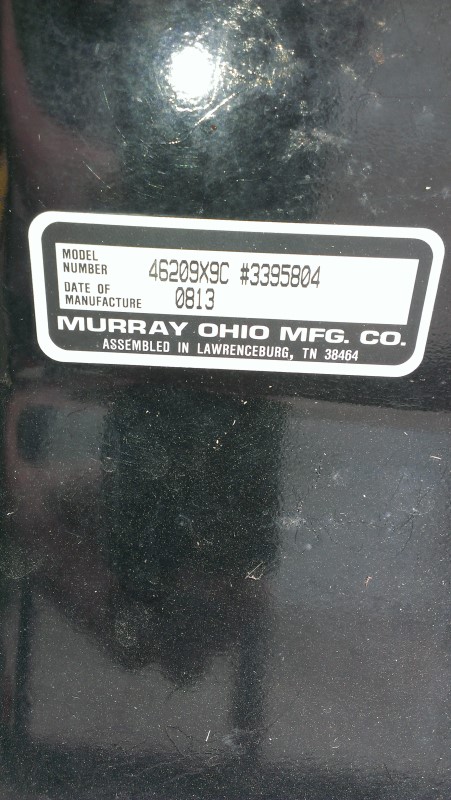 MODEL
NUMBER 46209X9C #3395804
DATE OF
MANUFACTURE 0813
MURRAY OHIO MFG. CO.
ASSEMBLED IN LAWRENCEBURG, TN 38464